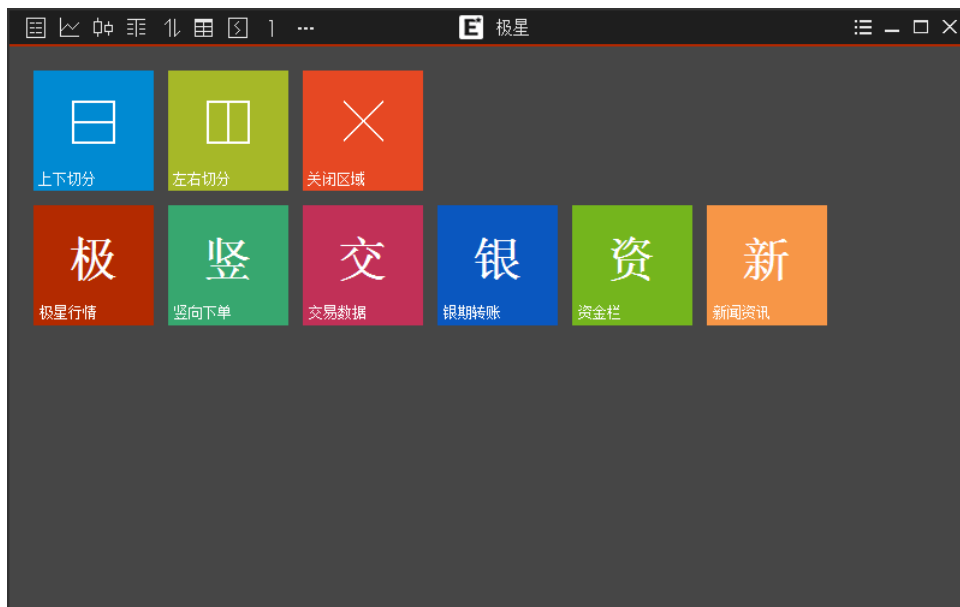 E 极星
上下切分
左右切分
关闭区域
极
竖
交
银
资
新
极星行情
竖向下单
交易数据
银期转账
资金栏
新闻资讯